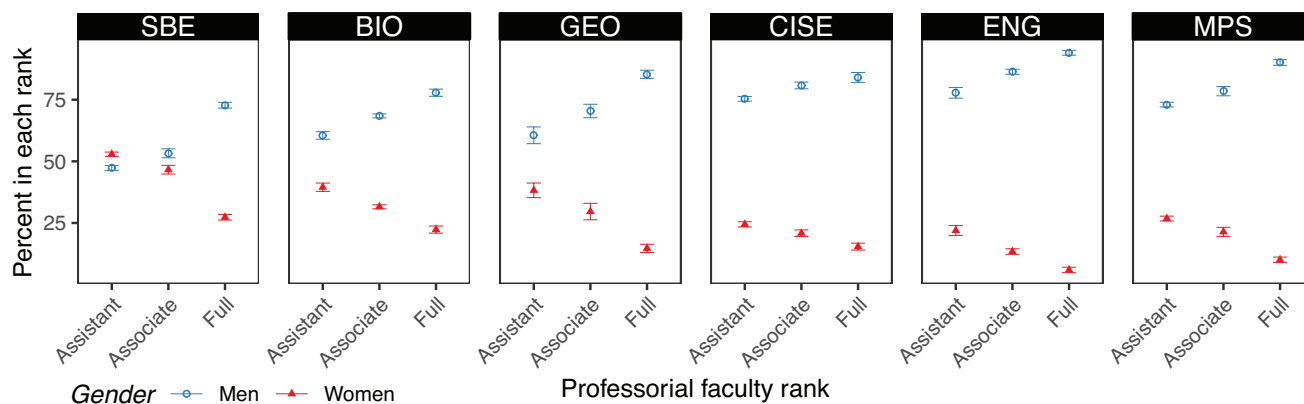 SBE BIO GEO CISE ENG MPS
Percent in each rank
75
50
25
Assistant Associate Full Assistant Associate Full Assistant Associate Full Assistant Associate Full Assistant Associate Full Assistant Associate Full
Professorial faculty rank
Gender Men Women